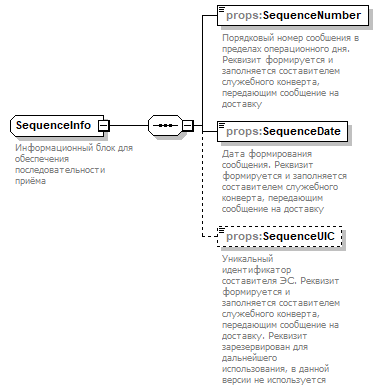 props:SequenceNumber
Порядковый номер сообщения в
пределах операционного дня.
Реквизит формируется и
заполняется составителем
служебного конверта,
передающим сообщение на
доставку
SequenceInfo
Информационный блок для
обеспечения
последовательности
приёма
props:SequenceDate
Дата формирования
сообщения. Реквизит
формируется и заполняется
составителем служебного
конверта, передающим
сообщение на доставку
props:SequenceUIC
Уникальный
идентификатор
составителя ЭС. Реквизит
формируется и
заполняется составителем
служебного конверта,
передающим сообщение на
доставку. Реквизит
зарезервирован для
дальнейшего
использования, в данной
версии не используется